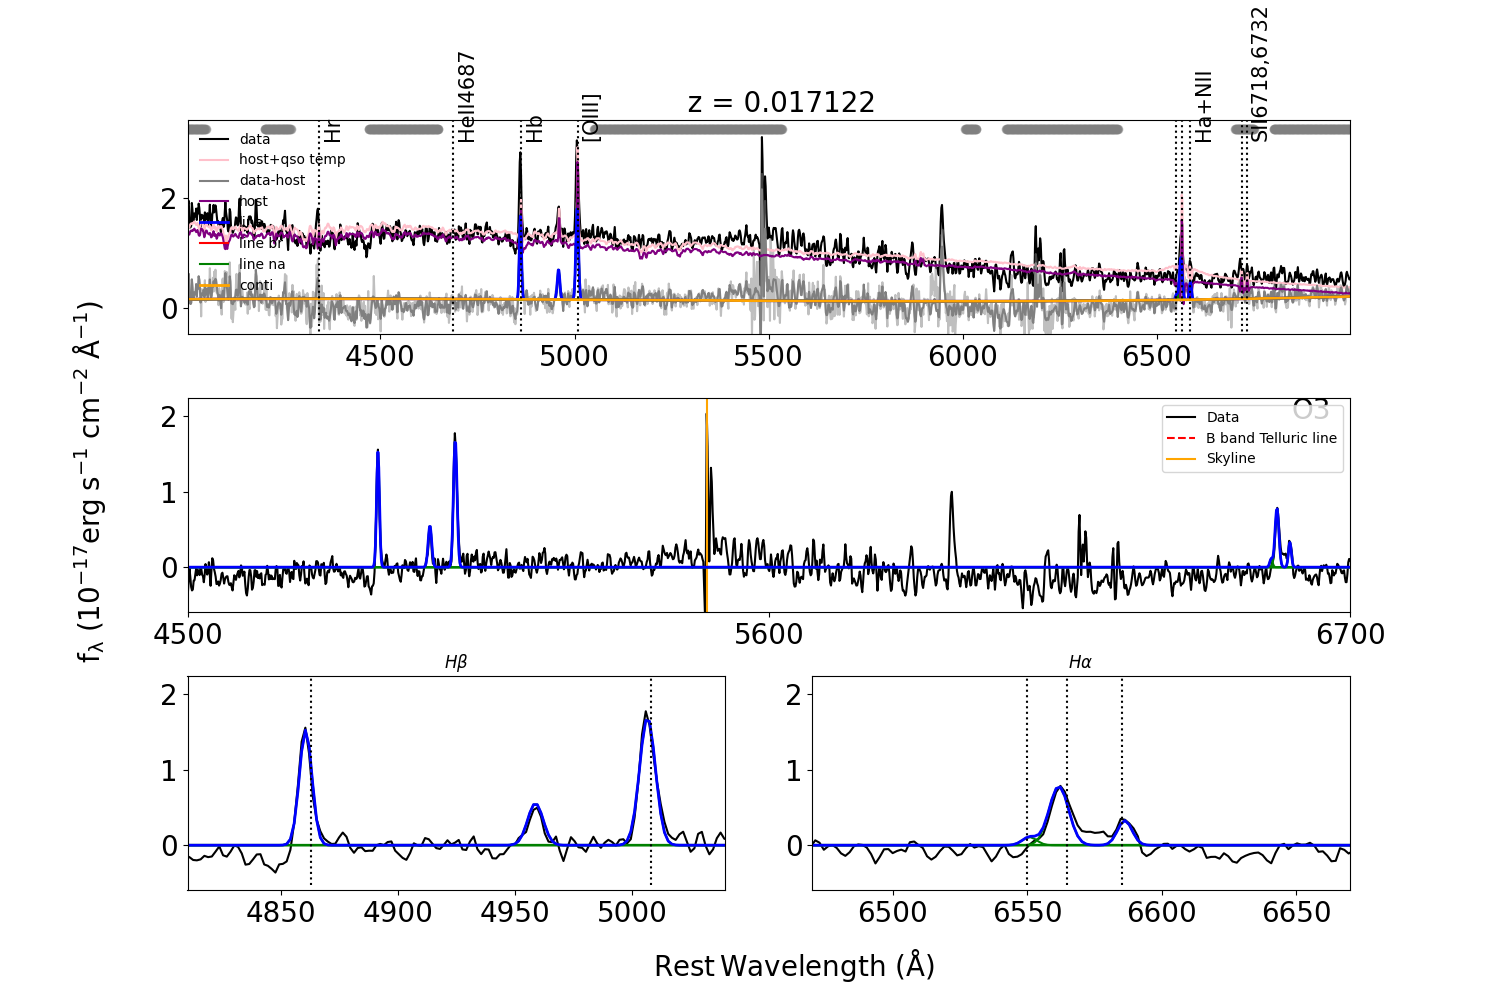 z = 0.017122
Hr
HeII4687
Hb
[OIII]
Ha+NII
SII6718,6732
data
host+qso temp
data-host
host
line
line br
line na
conti
2
0
4500 5000 5500 6000 6500
O3
Data
B band Telluric line
Skyline
2
1
0
4500 5600 6700
fλ (10⁻¹⁷erg s⁻¹ cm⁻² Å⁻¹)
Hβ
2
1
0
4850 4900 4950 5000
Hα
2
1
0
6500 6550 6600 6650
Rest Wavelength (Å)